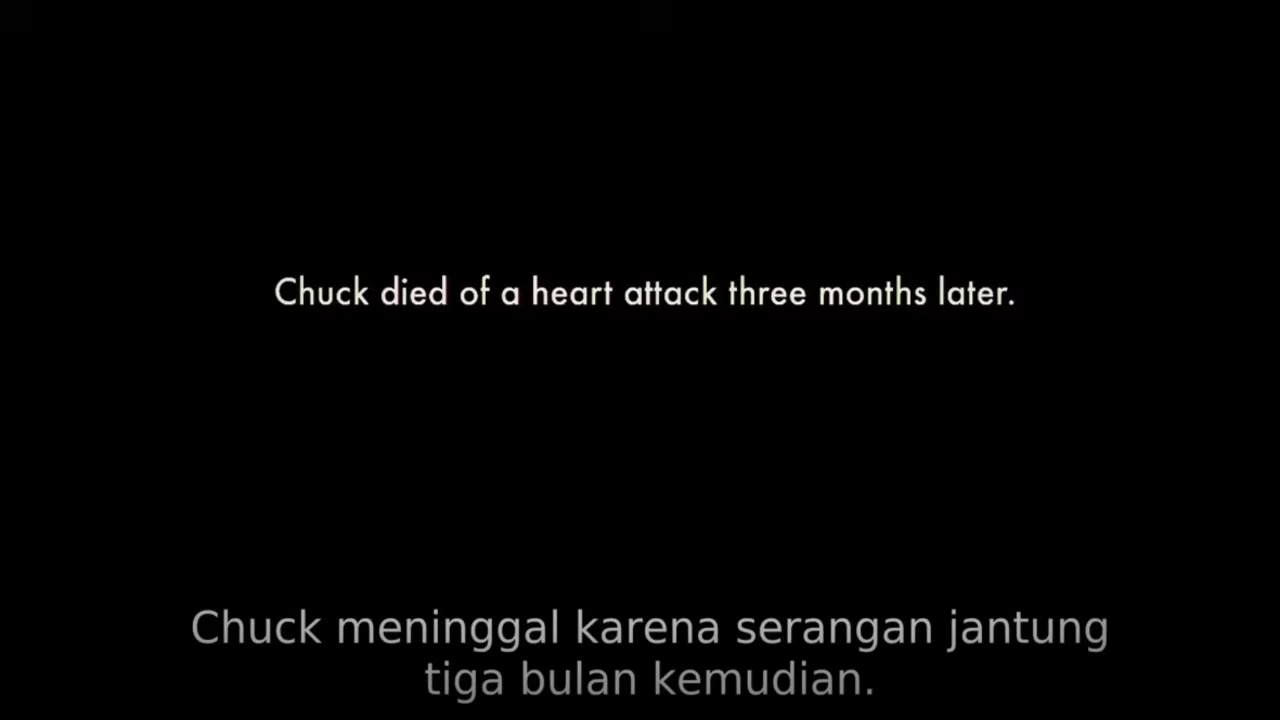 Chuck died of a heart attack three months later.
Chuck meninggal karena serangan jantung
tiga bulan kemudian.